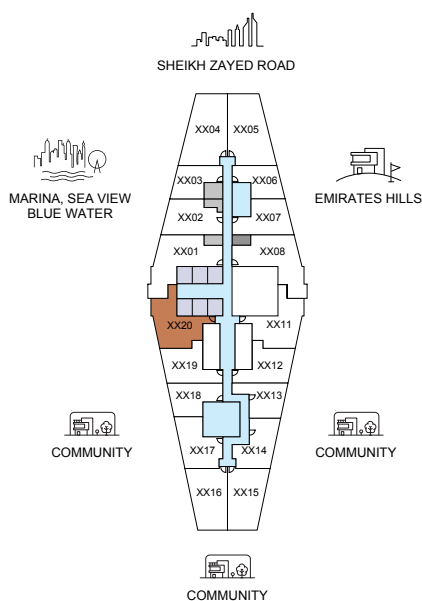 SHEIKH ZAYED ROAD
XX04
XX05
XX03
XX06
MARINA, SEA VIEW
BLUE WATER
EMIRATES HILLS
XX02
XX07
XX01
XX08
XX20
XX11
XX19
XX12
XX18
XX13
COMMUNITY
COMMUNITY
XX17
XX14
XX16
XX15
COMMUNITY